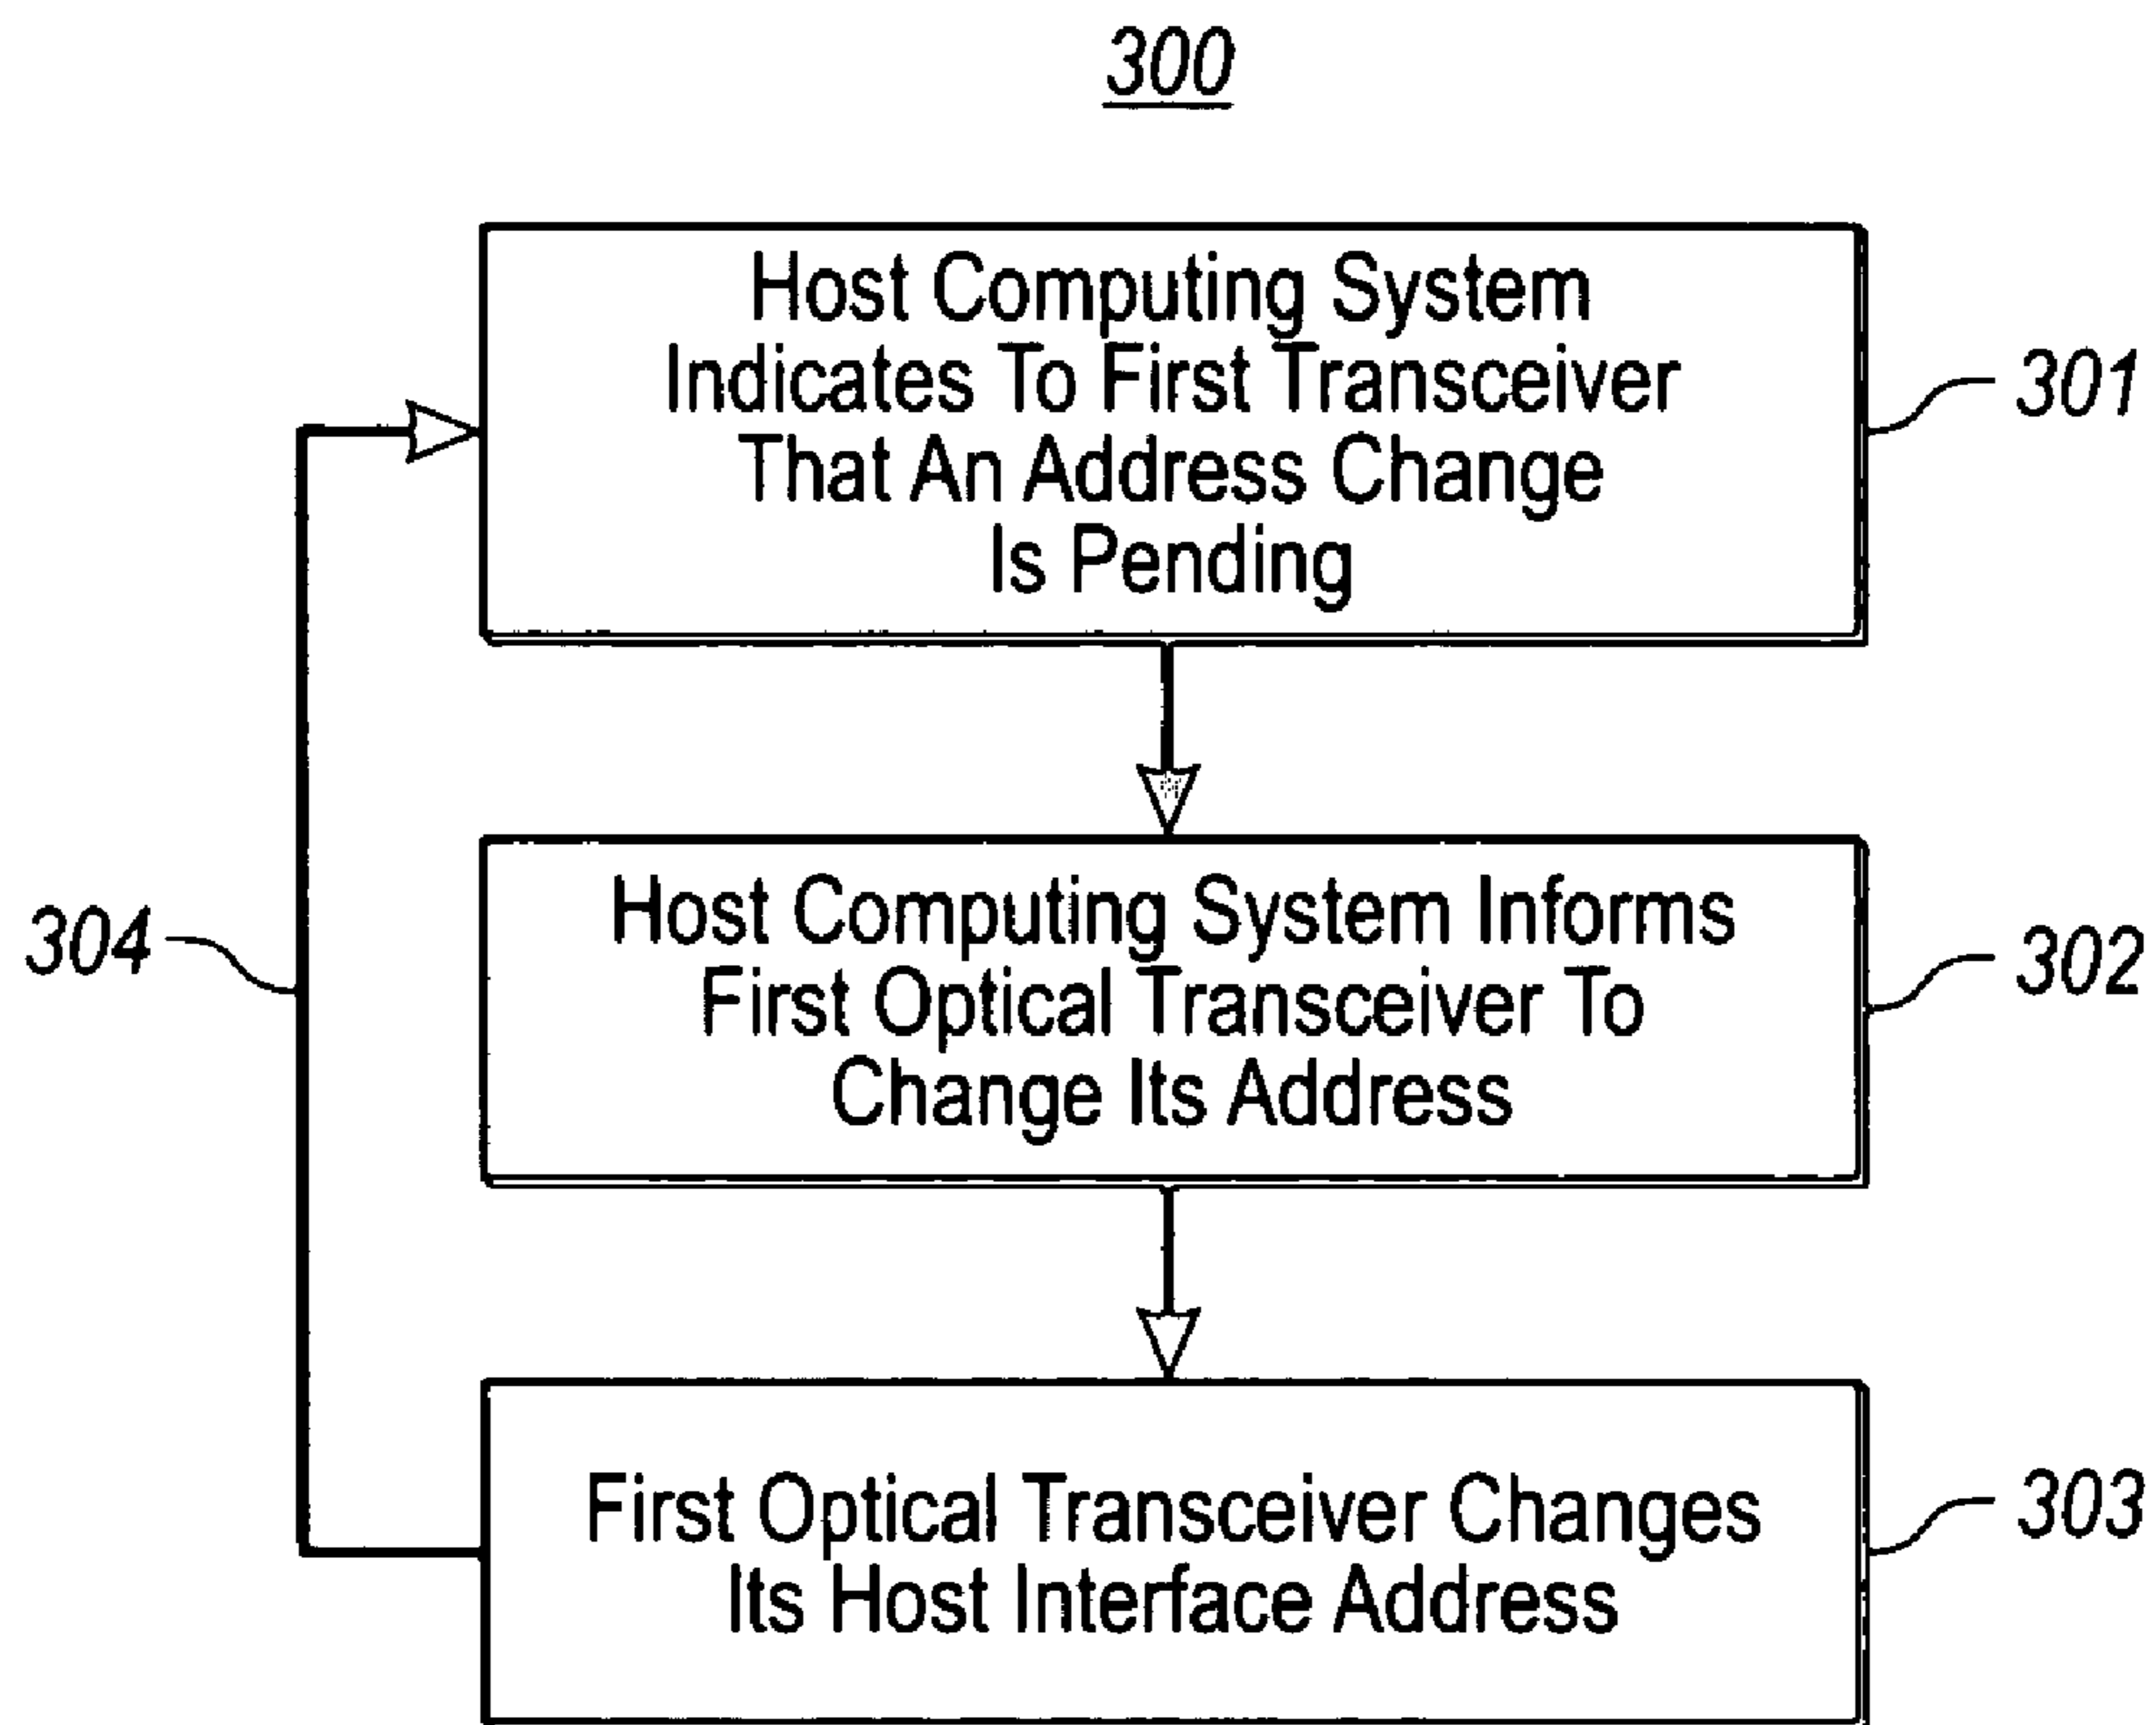 300
Host Computing System
Indicates To First Transceiver
That An Address Change
Is Pending
301
Host Computing System Informs
First Optical Transceiver To
Change Its Address
302
304
First Optical Transceiver Changes
Its Host Interface Address
303